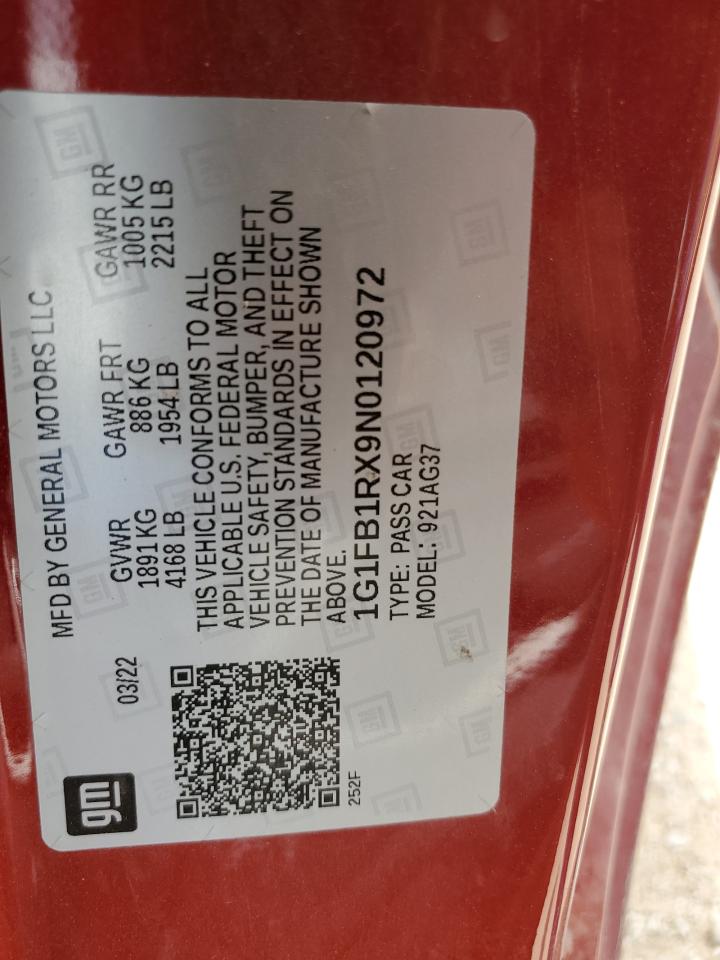 gm
03/22
MFD BY GENERAL MOTORS LLC
GVWR GAWR FRT GAWR RR
1891KG 886 KG 1005 KG
4168 LB 1954 LB 2215 LB
THIS VEHICLE CONFORMS TO ALL
APPLICABLE U.S. FEDERAL MOTOR
VEHICLE SAFETY, BUMPER, AND THEFT
PREVENTION STANDARDS IN EFFECT ON
THE DATE OF MANUFACTURE SHOWN
ABOVE.
1G1FB1RX9N0120972
TYPE: PASS CAR
MODEL: 921AG37
252F